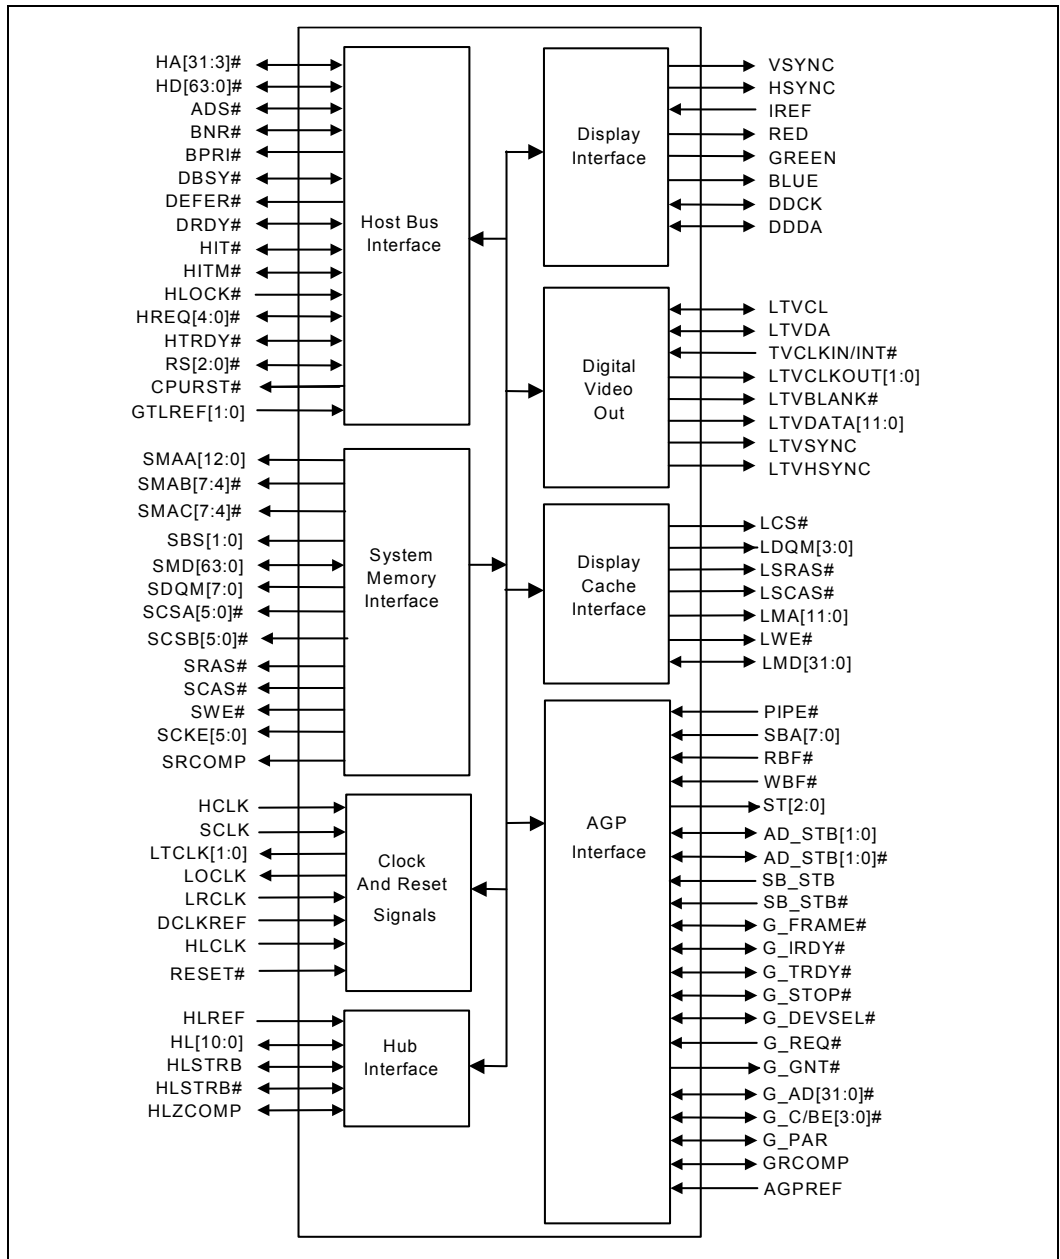 HA[31:3]#
HD[63:0]#
ADS#
BNR#
BPRI#
DBSY#
DEFER#
DRDY#
HIT#
HITM#
HLOCK#
HREQ[4:0]#
HTRDY#
RS[2:0]#
CPURST#
GTLREF[1:0]
Host Bus
Interface
SMAA[12:0]
SMAB[7:4]#
SMAC[7:4]#
SBS[1:0]
SMD[63:0]
SDQM[7:0]
SCSA[5:0]#
SCSB[5:0]#
SRAS#
SCAS#
SWE#
SCKE[5:0]
SRCOMP
System
Memory
Interface
HCLK
SCLK
LTCLK[1:0]
LOCLK
LRCLK
DCLKREF
HLCLK
RESET#
Clock
And Reset
Signals
HLREF
HL[10:0]
HLSTRB
HLSTRB#
HLZCOMP
Hub
Interface
Display
Interface
VSYNC
HSYNC
IREF
RED
GREEN
BLUE
DDCK
DDDA
Digital
Video
Out
LTVCL
LTVDA
TVCLKIN/INT#
LTVCLKOUT[1:0]
LTVBLANK#
LTVDATA[11:0]
LTVSYNC
LTVHSYNC
Display
Cache
Interface
LCS#
LDQM[3:0]
LSRAS#
LSCAS#
LMA[11:0]
LWE#
LMD[31:0]
AGP
Interface
PIPE#
SBA[7:0]
RBF#
WBF#
ST[2:0]
AD_STB[1:0]
AD_STB[1:0]#
SB_STB
SB_STB#
G_FRAME#
G_IRDY#
G_TRDY#
G_STOP#
G_DEVSEL#
G_REQ#
G_GNT#
G_AD[31:0]#
G_C/BE[3:0]#
G_PAR
GRCOMP
AGPREF